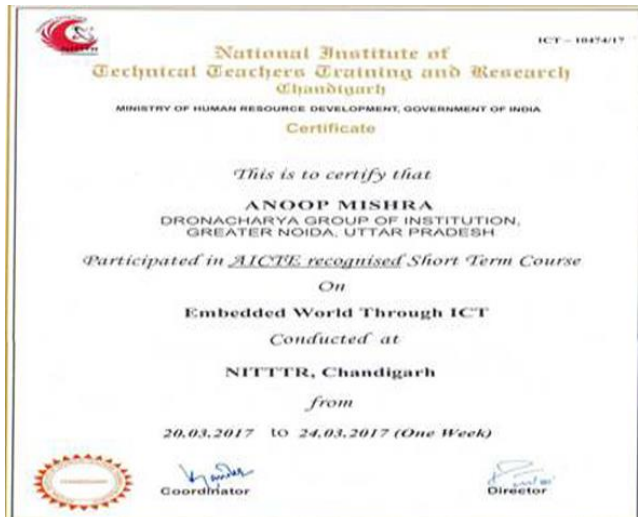 NITTTR
ICT - 10474/17
National Institute of
Technical Teachers Training and Research
Chandigarh
MINISTRY OF HUMAN RESOURCE DEVELOPMENT, GOVERNMENT OF INDIA
Certificate
This is to certify that
ANOOP MISHRA
DRONACHARYA GROUP OF INSTITUTION,
GREATER NOIDA, UTTAR PRADESH
Participated in AICTE recognised Short Term Course
On
Embedded World Through ICT
Conducted at
NITTTR, Chandigarh
from
20.03.2017 to 24.03.2017 (One Week)
Coordinator
Director